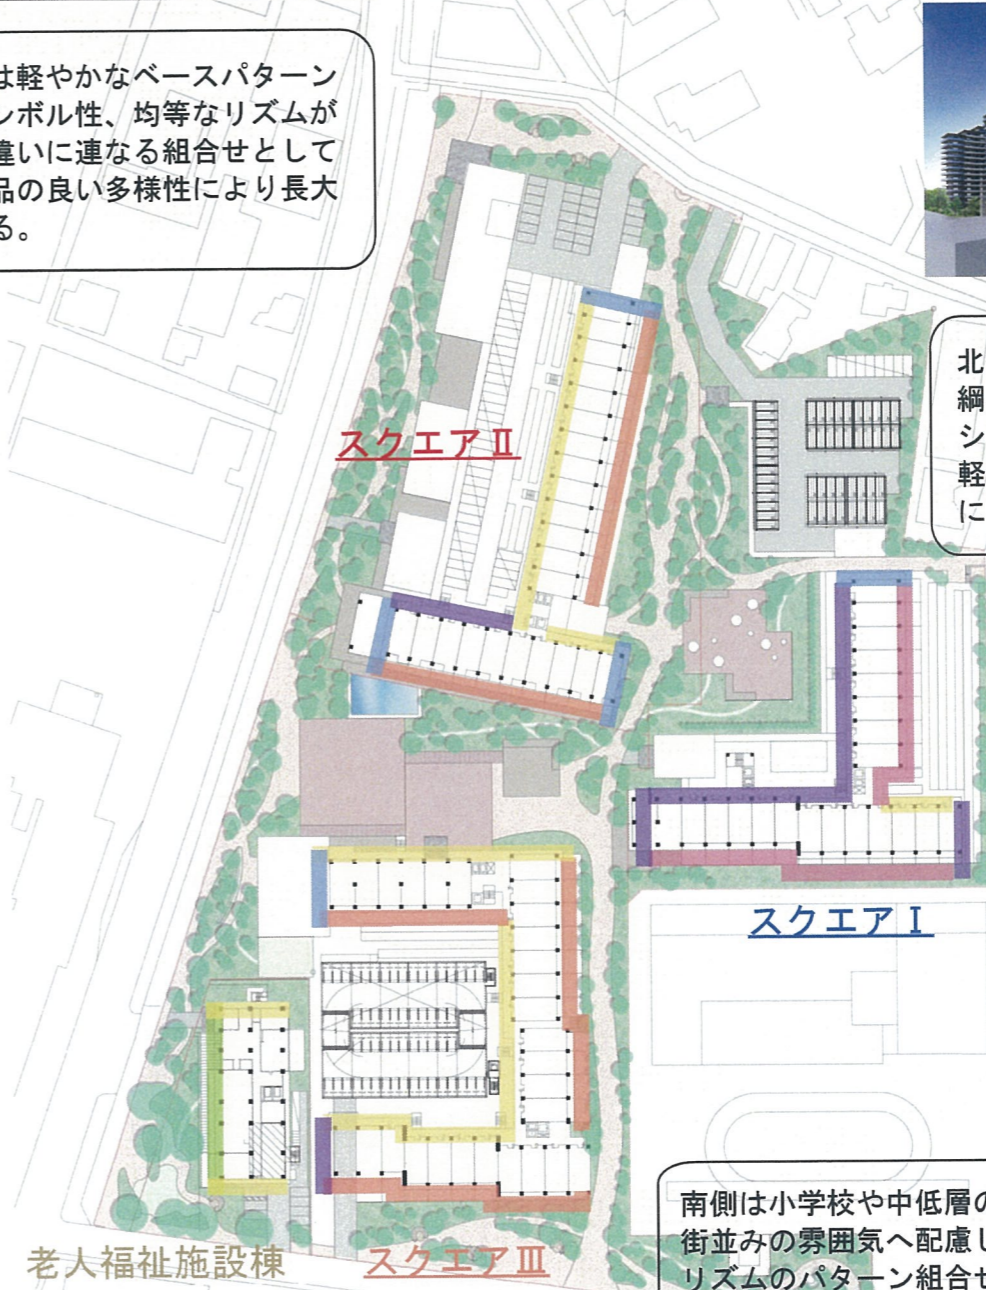 は軽やかなベースパターン
ンボル性、均等なリズムが
違いに連なる組合せとして
品の良い多様性により長大
る。
北
綱
シ
軽
に
スクエアⅡ
スクエアⅠ
南側は小学校や中低層の
街並みの雰囲気へ配慮し
リズムのパターン組合せ
老人福祉施設棟
スクエアⅢ